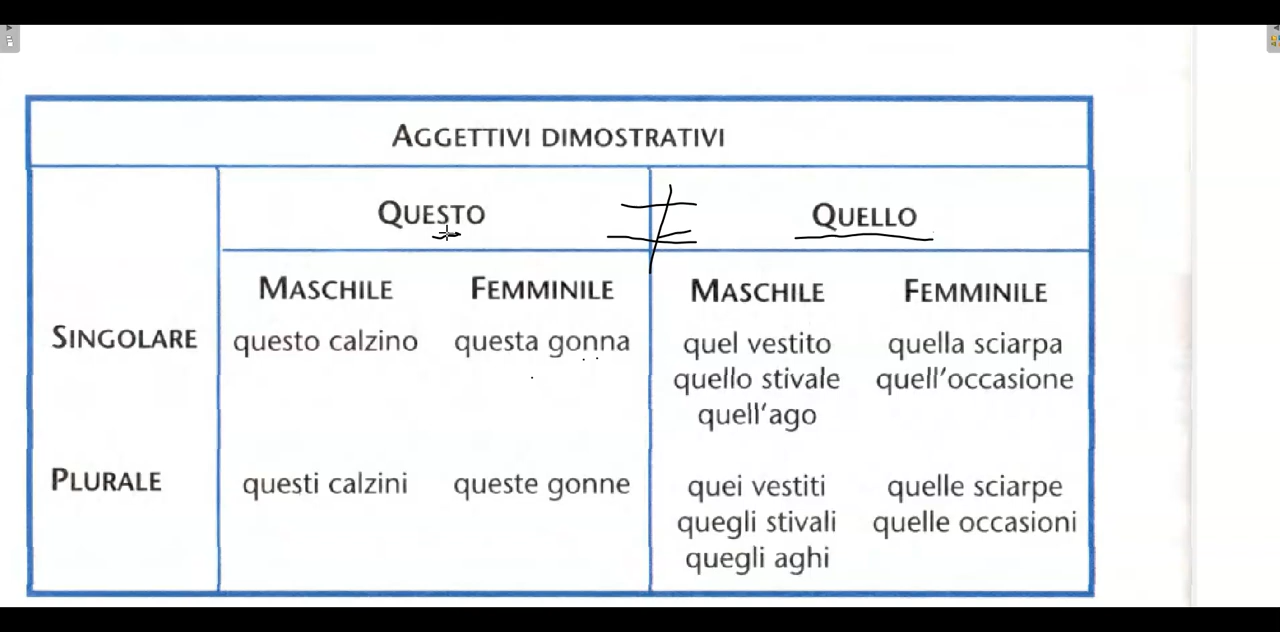 AGGETTIVI DIMOSTRATIVI
QUESTO ≠ QUELLO
MASCHILE FEMMINILE MASCHILE FEMMINILE
SINGOLARE questo calzino questa gonna quel vestito quella sciarpa
quello stivale quell'occasione
quell'ago
PLURALE questi calzini queste gonne quei vestiti quelle sciarpe
quegli stivali quelle occasioni
quegli aghi